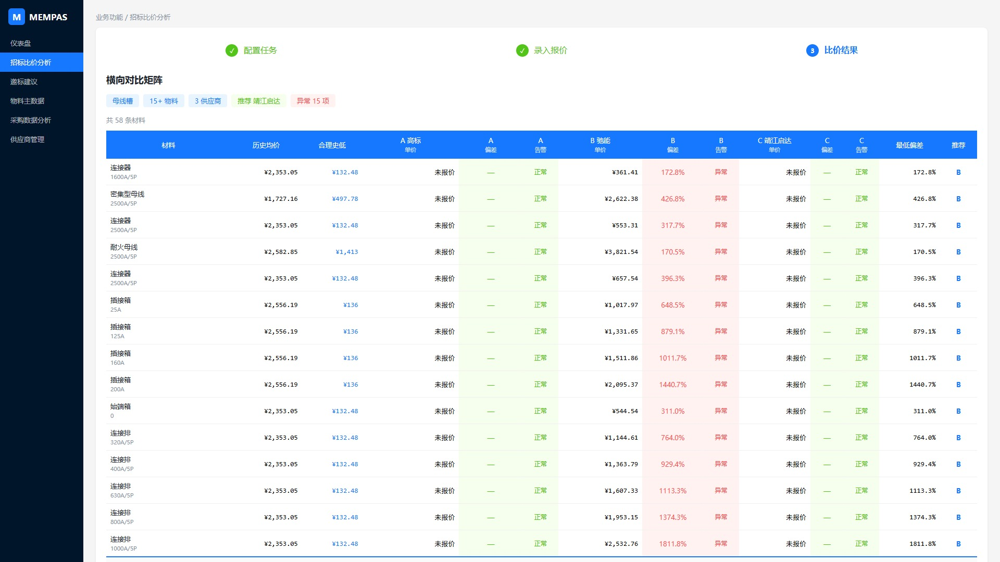 M MEMPAS
仪表盘
招标比价分析
邀标建议
物料主数据
采购数据分析
供应商管理
业务功能 / 招标比价分析
✓ 配置任务 ✓ 录入报价 3 比价结果
横向对比矩阵
母线槽 15+ 物料 3 供应商 推荐 靖江启达 异常 15 项
共 58 条材料
材料 历史均价 合理史低 A 高标 单价 A 偏差 A 告警 B 驰能 单价 B 偏差 B 告警 C 靖江启达 单价 C 偏差 C 告警 最低偏差 推荐
连接器 ¥2,353.05 ¥132.48 未报价 — 正常 ¥361.41 172.8% 异常 未报价 — 正常 172.8% B
1600A/5P
密集型母线 ¥1,727.16 ¥497.78 未报价 — 正常 ¥2,622.38 426.8% 异常 未报价 — 正常 426.8% B
2500A/5P
连接器 ¥2,353.05 ¥132.48 未报价 — 正常 ¥553.31 317.7% 异常 未报价 — 正常 317.7% B
2500A/5P
耐火母线 ¥2,582.85 ¥1,413 未报价 — 正常 ¥3,821.54 170.5% 异常 未报价 — 正常 170.5% B
2500A/5P
连接器 ¥2,353.05 ¥132.48 未报价 — 正常 ¥657.54 396.3% 异常 未报价 — 正常 396.3% B
2500A/5P
插接箱 ¥2,556.19 ¥136 未报价 — 正常 ¥1,017.97 648.5% 异常 未报价 — 正常 648.5% B
25A
插接箱 ¥2,556.19 ¥136 未报价 — 正常 ¥1,331.65 879.1% 异常 未报价 — 正常 879.1% B
125A
插接箱 ¥2,556.19 ¥136 未报价 — 正常 ¥1,511.86 1011.7% 异常 未报价 — 正常 1011.7% B
160A
插接箱 ¥2,556.19 ¥136 未报价 — 正常 ¥2,095.37 1440.7% 异常 未报价 — 正常 1440.7% B
200A
始端箱 ¥2,353.05 ¥132.48 未报价 — 正常 ¥544.54 311.0% 异常 未报价 — 正常 311.0% B
0
连接排 ¥2,353.05 ¥132.48 未报价 — 正常 ¥1,144.61 764.0% 异常 未报价 — 正常 764.0% B
320A/5P
连接排 ¥2,353.05 ¥132.48 未报价 — 正常 ¥1,363.79 929.4% 异常 未报价 — 正常 929.4% B
400A/5P
连接排 ¥2,353.05 ¥132.48 未报价 — 正常 ¥1,607.33 1113.3% 异常 未报价 — 正常 1113.3% B
630A/5P
连接排 ¥2,353.05 ¥132.48 未报价 — 正常 ¥1,953.15 1374.3% 异常 未报价 — 正常 1374.3% B
800A/5P
连接排 ¥2,353.05 ¥132.48 未报价 — 正常 ¥2,532.76 1811.8% 异常 未报价 — 正常 1811.8% B
1000A/5P